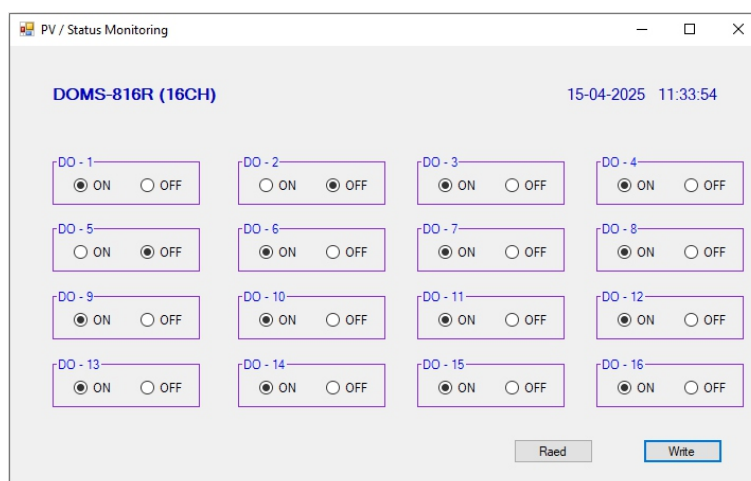 PV / Status Monitoring
DOMS-816R (16CH) 15-04-2025 11:33:54
DO - 1 DO - 2 DO - 3 DO - 4
ON OFF ON OFF ON OFF ON OFF
DO - 5 DO - 6 DO - 7 DO - 8
ON OFF ON OFF ON OFF ON OFF
DO - 9 DO - 10 DO - 11 DO - 12
ON OFF ON OFF ON OFF ON OFF
DO - 13 DO - 14 DO - 15 DO - 16
ON OFF ON OFF ON OFF ON OFF
Raed Write